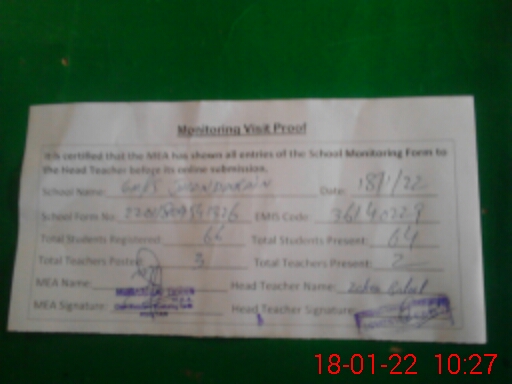 Monitoring Visit Proof
It is certified that the MEA has shown all entries of the School Monitoring Form to
the Head Teacher before its online submission.
School Name: Date: 18/1/22
School Form No: EMIS Code:
Total Students Registered: 66 Total Students Present: 64
Total Teachers Posted: 3 Total Teachers Present: 2
MEA Name: Head Teacher Name:
MEA Signature: Head Teacher Signature:
18-01-22 10:27